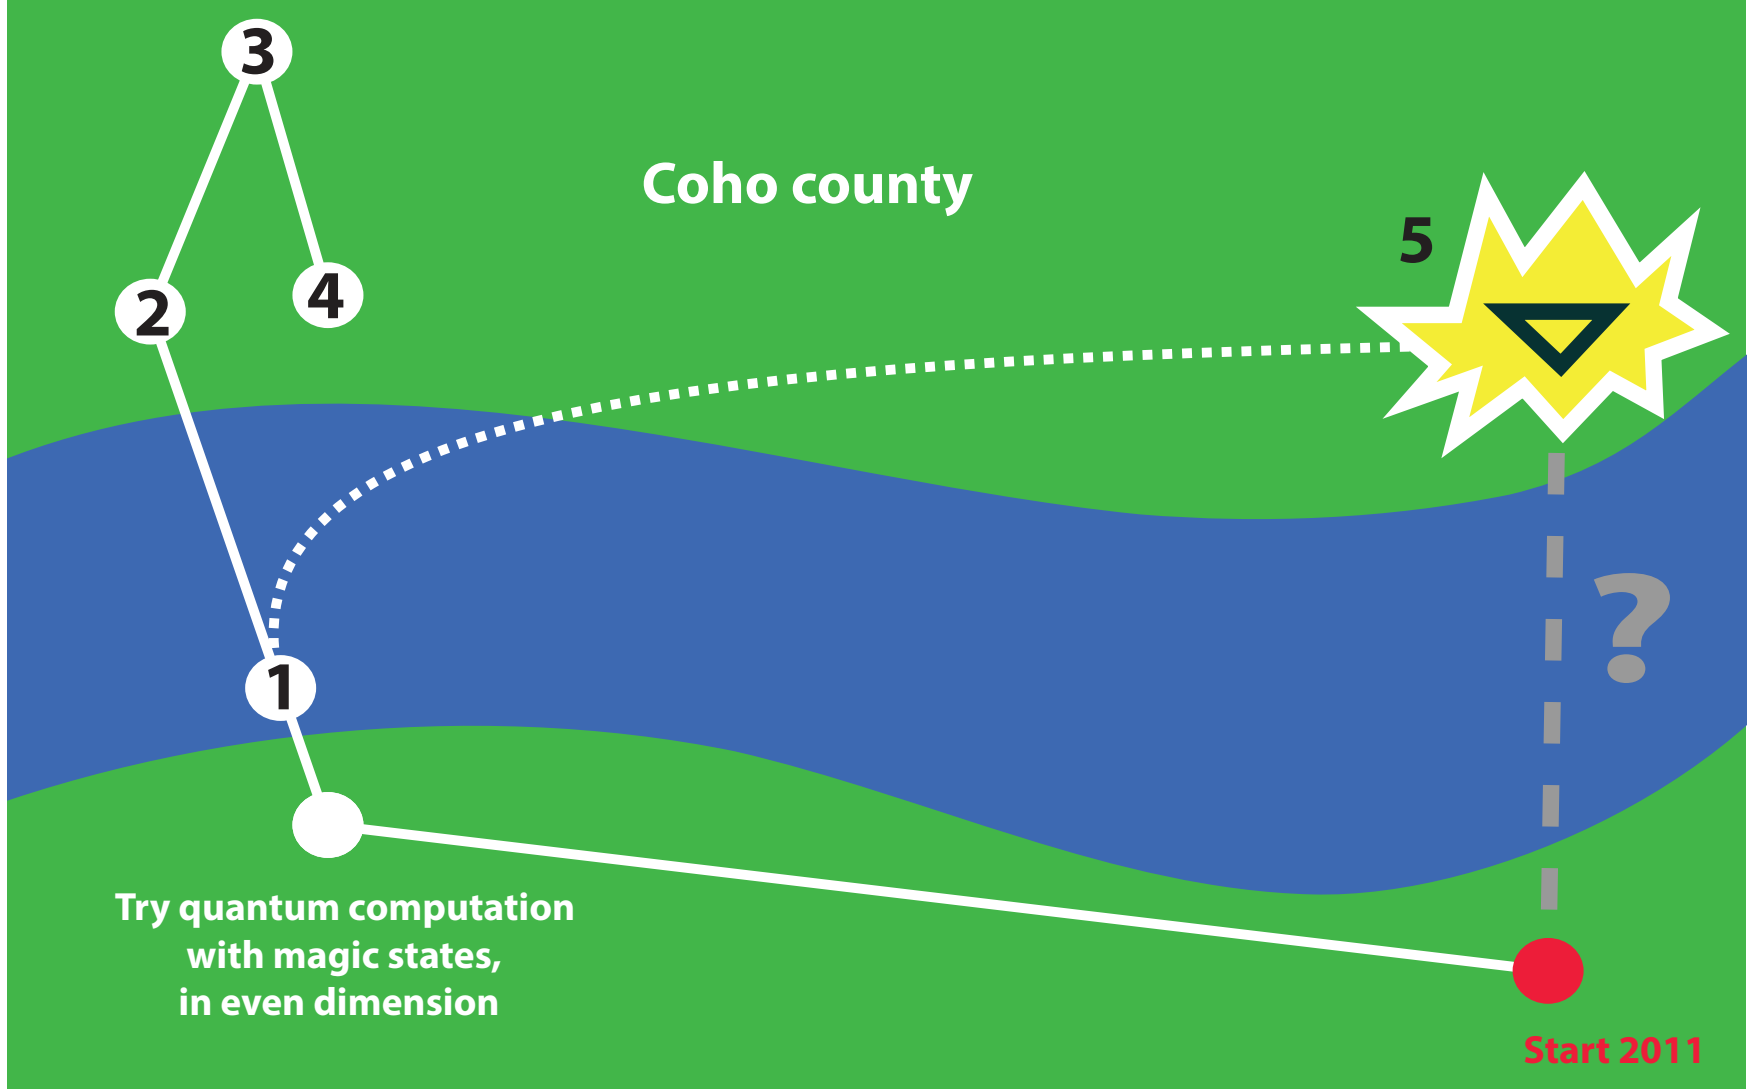 3
Coho county
5
2
4
?
1
Try quantum computation
with magic states,
in even dimension
Start 2011